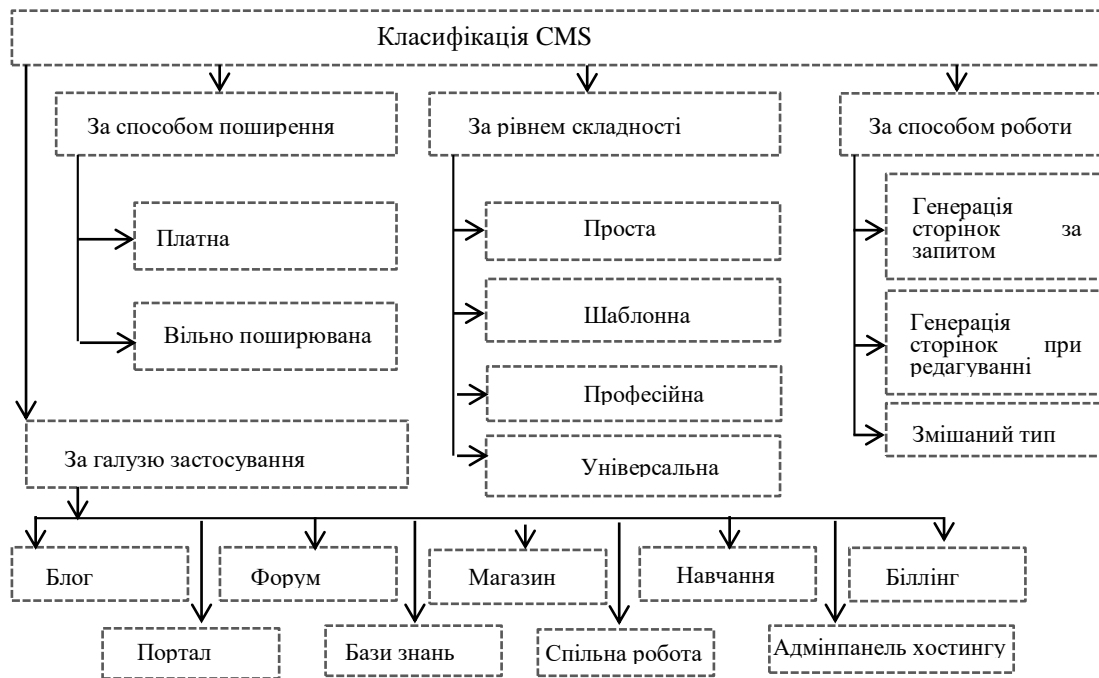 Класифікація CMS
За способом поширення
За рівнем складності
За способом роботи
Платна
Вільно поширювана
Проста
Шаблонна
Професійна
Універсальна
Генерація
сторінок за
запитом
Генерація
сторінок при
редагуванні
Змішаний тип
За галузю застосування
Блог
Форум
Магазин
Навчання
Біллінг
Портал
Бази знань
Спільна робота
Адмінпанель хостингу